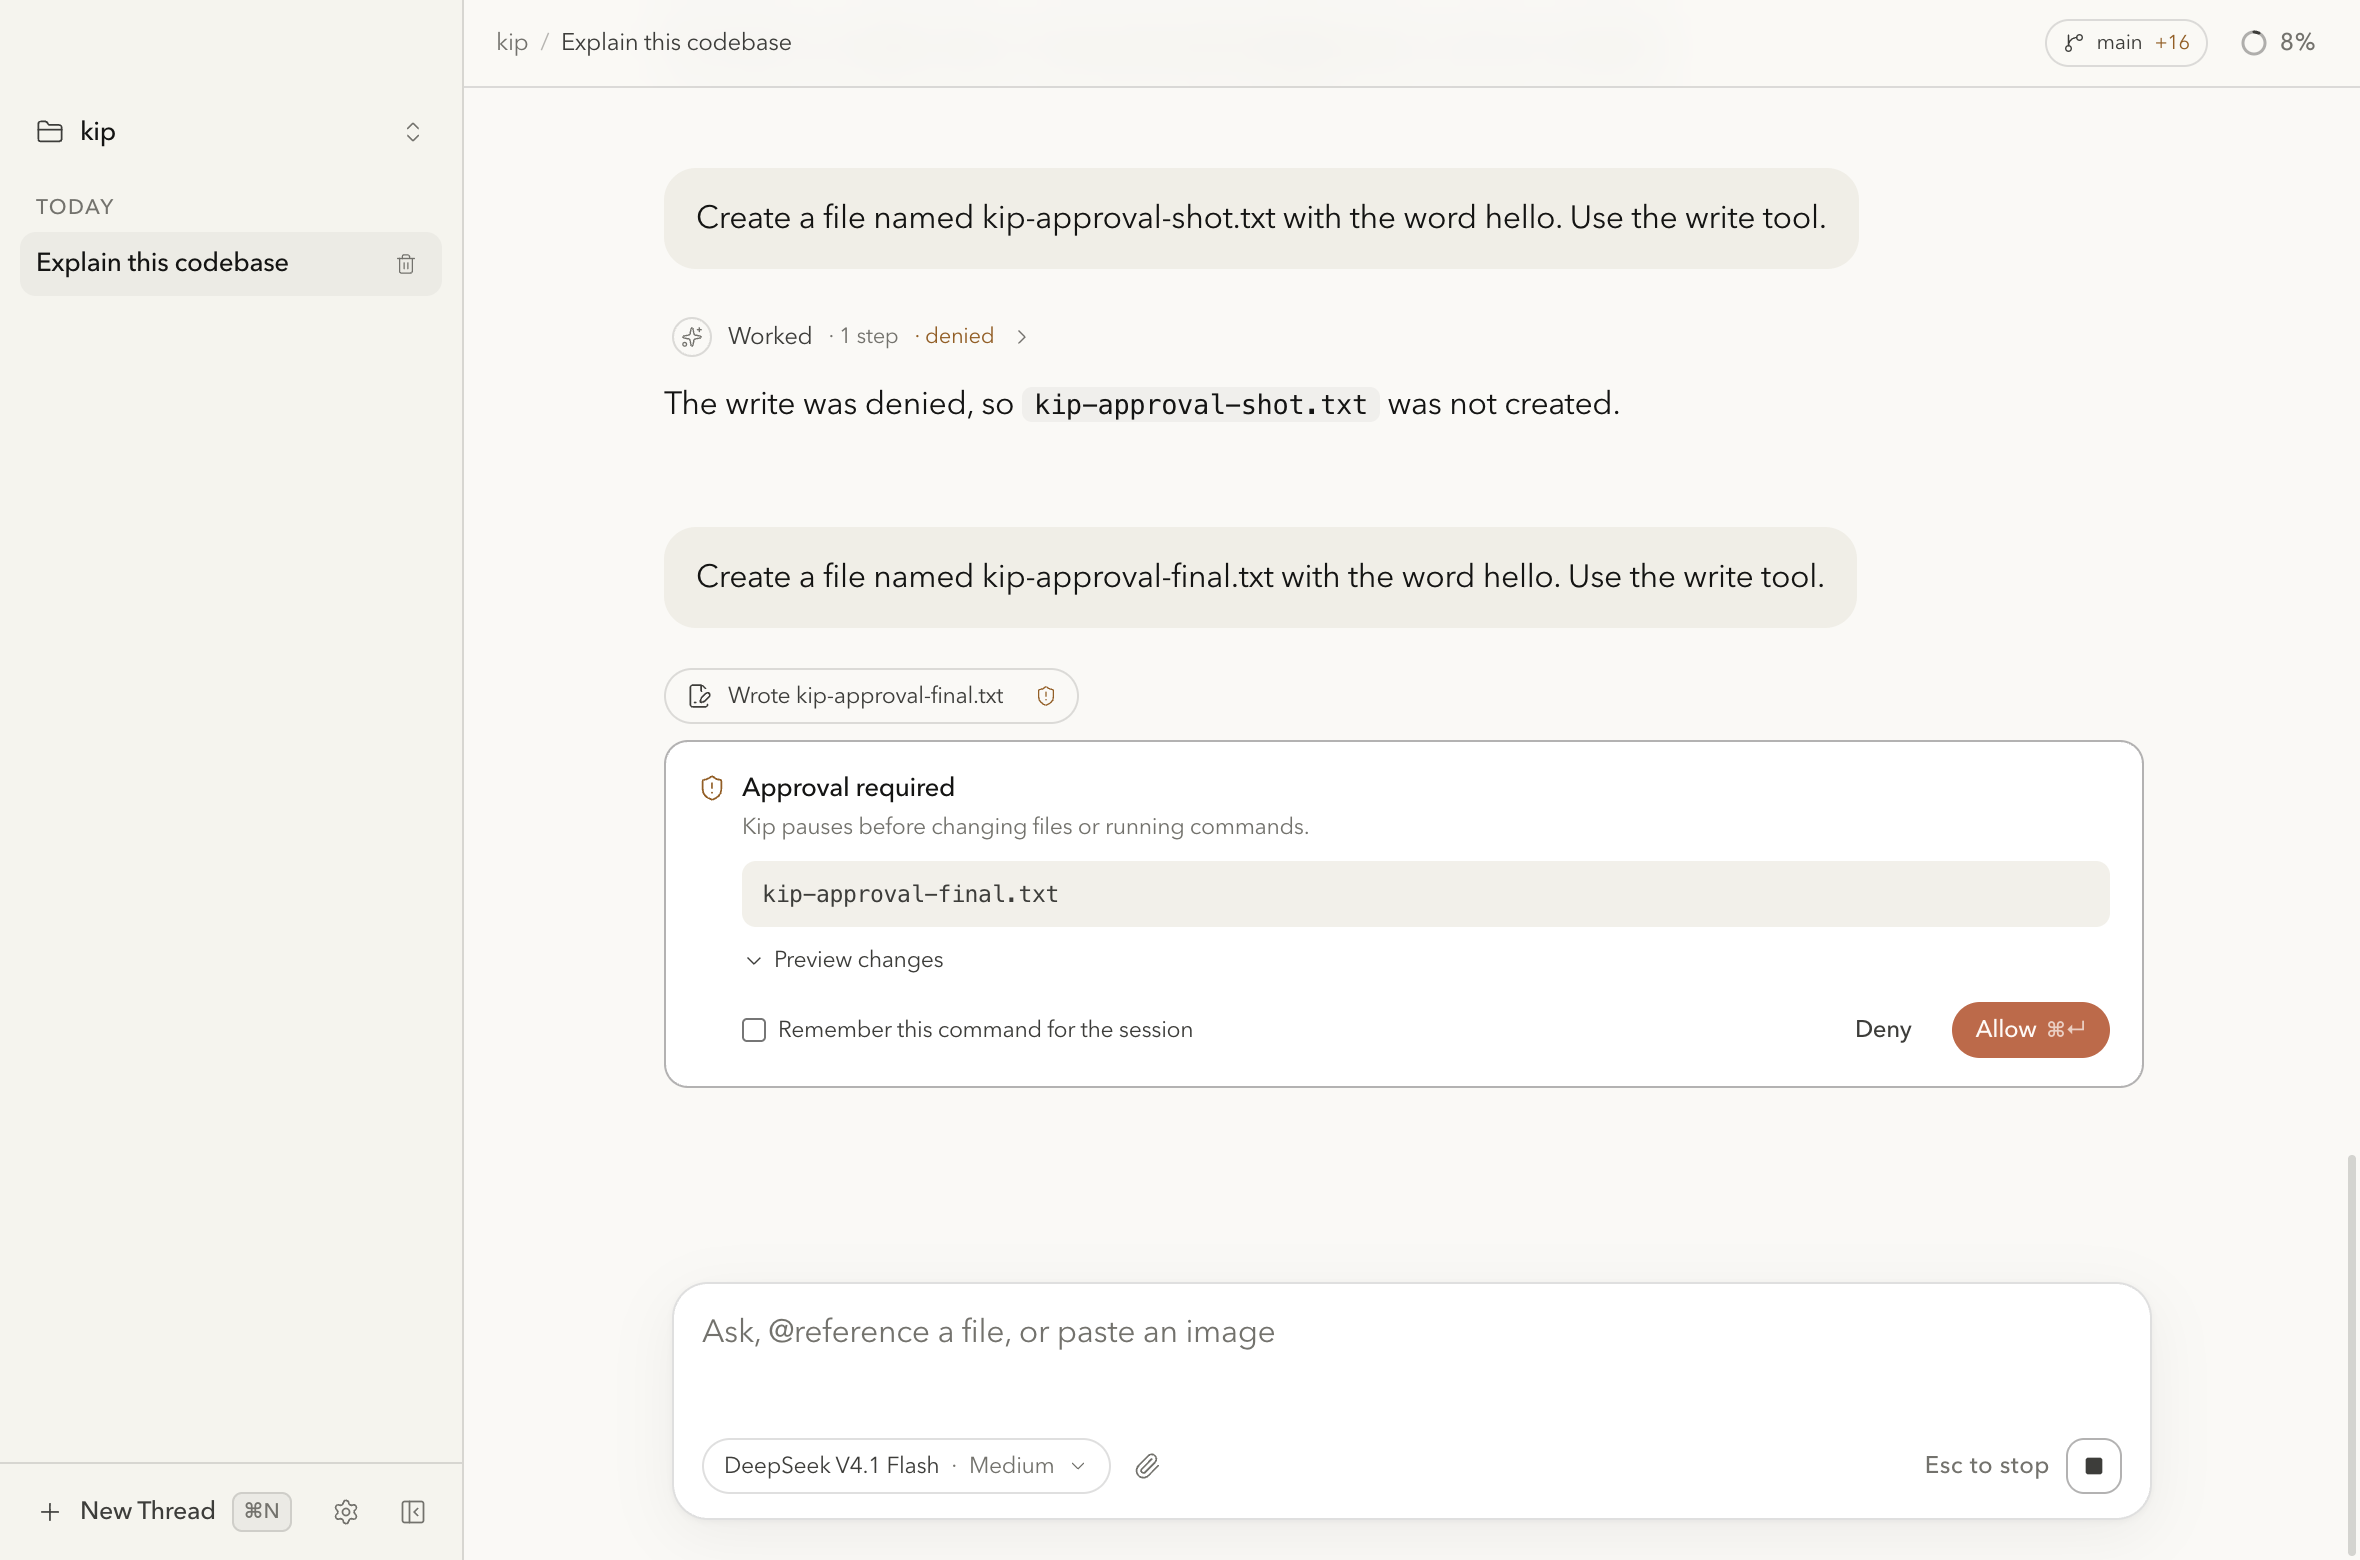 kip / Explain this codebase
main +16
8%
kip
TODAY
Explain this codebase
Create a file named kip-approval-shot.txt with the word hello. Use the write tool.
Worked · 1 step · denied
The write was denied, so kip-approval-shot.txt was not created.
Create a file named kip-approval-final.txt with the word hello. Use the write tool.
Wrote kip-approval-final.txt
Approval required
Kip pauses before changing files or running commands.
kip-approval-final.txt
Preview changes
Remember this command for the session
Deny
Allow ⌘↵
Ask, @reference a file, or paste an image
DeepSeek V4.1 Flash · Medium
Esc to stop
New Thread ⌘N